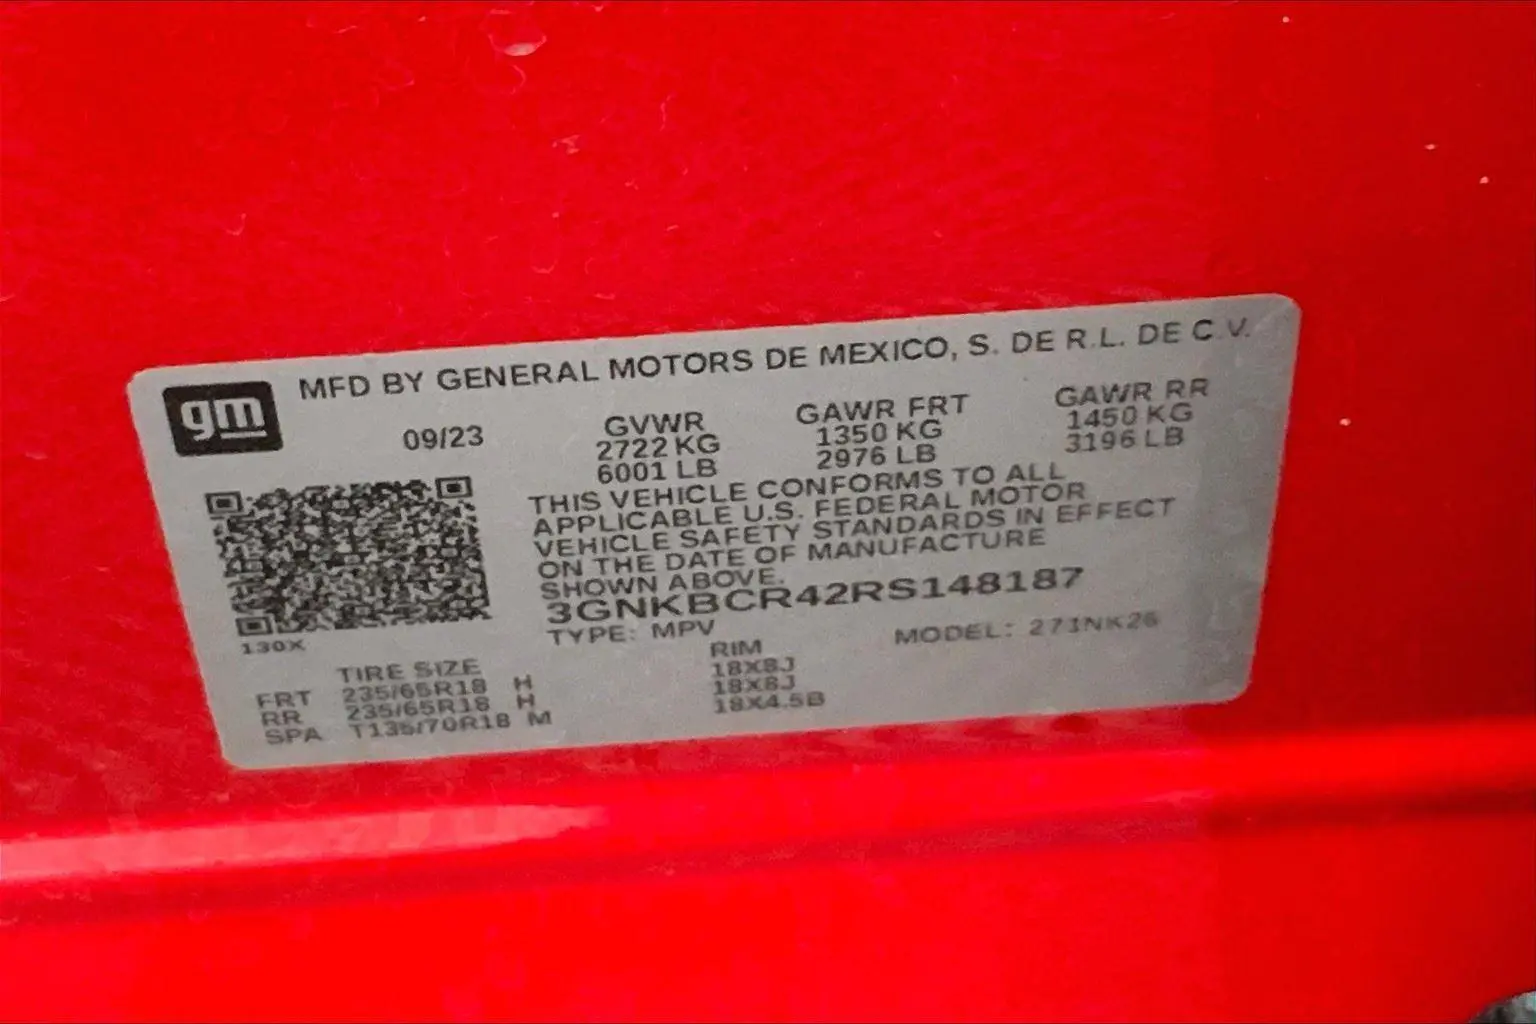 gm MFD BY GENERAL MOTORS DE MEXICO, S. DE R.L. DE C.V.
09/23
GVWR GAWR FRT GAWR RR
2722 KG 1350 KG 1450 KG
6001 LB 2976 LB 3196 LB
THIS VEHICLE CONFORMS TO ALL
APPLICABLE U.S. FEDERAL MOTOR
VEHICLE SAFETY STANDARDS IN EFFECT
ON THE DATE OF MANUFACTURE
SHOWN ABOVE.
3GNKBCR42RS148187
TYPE: MPV MODEL: 271NK26
130X
TIRE SIZE RIM
FRT 235/65R18 H 18X8J
RR 235/65R18 H 18X8J
SPA T135/70R18 M 18X4.5B